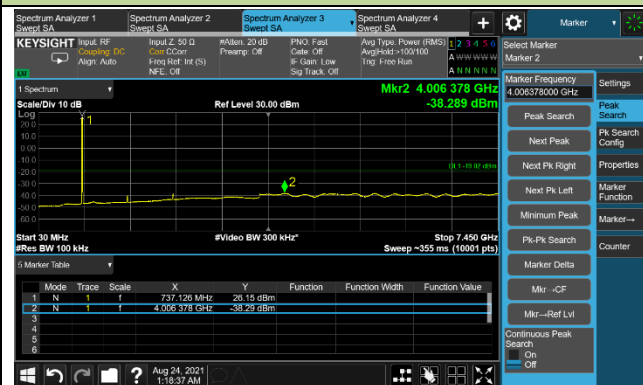 Spectrum Analyzer 1
Swept SA
Spectrum Analyzer 2
Swept SA
Spectrum Analyzer 3
Swept SA
Spectrum Analyzer 4
Swept SA
+
Marker
KEYSIGHT
Input: RF
Coupling: DC
Align: Auto
Input Z: 50 Ω
Corr CCorr
Freq Ref: Int (S)
NFE: Off
#Atten: 20 dB
Preamp: Off
PNO: Fast
Gate: Off
IF Gain: Low
Sig Track: Off
Avg Type: Power (RMS)
Avg|Hold:>100/100
Trig: Free Run
1 2 3 4 5 6
A W W W W W
A N N N N N
LXI
Select Marker
Marker 2
1 Spectrum
Mkr2 4.006 378 GHz
Scale/Div 10 dB
Ref Level 30.00 dBm
-38.289 dBm
Log
20.0
10.0
0.00
-10.0
-20.0
-30.0
-40.0
-50.0
-60.0
1
2
DL1 -19.02 dBm
Start 30 MHz
#Video BW 300 kHz*
Stop 7.450 GHz
#Res BW 100 kHz
Sweep ~355 ms (10001 pts)
5 Marker Table
Mode Trace Scale X Y Function Function Width Function Value
1 N 1 f 737.126 MHz 26.15 dBm
2 N 1 f 4.006 378 GHz -38.29 dBm
3
4
5
6
Marker Frequency
4.006378000 GHz
Peak Search
Next Peak
Next Pk Right
Next Pk Left
Minimum Peak
Pk-Pk Search
Marker Delta
Mkr→CF
Mkr→Ref Lvl
Continuous Peak
Search
On
Off
Settings
Peak
Search
Pk Search
Config
Properties
Marker
Function
Marker→
Counter
?
Aug 24, 2021
1:18:37 AM